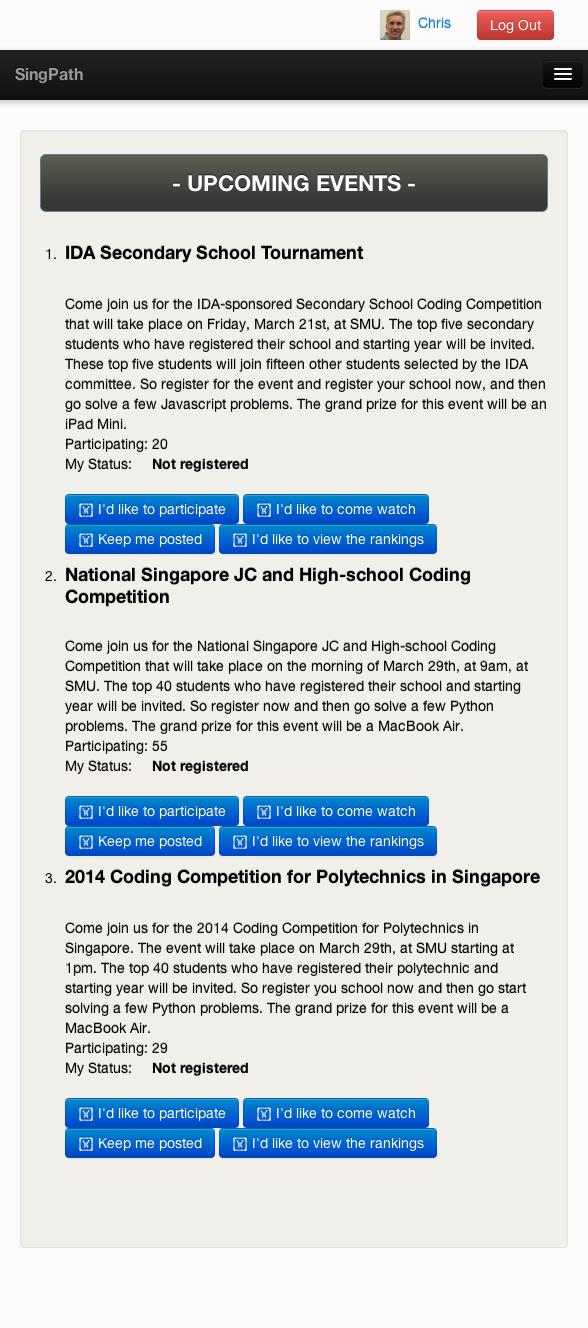 Chris
Log Out
SingPath
- UPCOMING EVENTS -
1. IDA Secondary School Tournament
Come join us for the IDA-sponsored Secondary School Coding Competition
that will take place on Friday, March 21st, at SMU. The top five secondary
students who have registered their school and starting year will be invited.
These top five students will join fifteen other students selected by the IDA
committee. So register for the event and register your school now, and then
go solve a few Javascript problems. The grand prize for this event will be an
iPad Mini.
Participating: 20
My Status: Not registered
I'd like to participate I'd like to come watch
Keep me posted I'd like to view the rankings
2. National Singapore JC and High-school Coding
Competition
Come join us for the National Singapore JC and High-school Coding
Competition that will take place on the morning of March 29th, at 9am, at
SMU. The top 40 students who have registered their school and starting
year will be invited. So register now and then go solve a few Python
problems. The grand prize for this event will be a MacBook Air.
Participating: 55
My Status: Not registered
I'd like to participate I'd like to come watch
Keep me posted I'd like to view the rankings
3. 2014 Coding Competition for Polytechnics in Singapore
Come join us for the 2014 Coding Competition for Polytechnics in
Singapore. The event will take place on March 29th, at SMU starting at
1pm. The top 40 students who have registered their polytechnic and
starting year will be invited. So register you school now and then go start
solving a few Python problems. The grand prize for this event will be a
MacBook Air.
Participating: 29
My Status: Not registered
I'd like to participate I'd like to come watch
Keep me posted I'd like to view the rankings